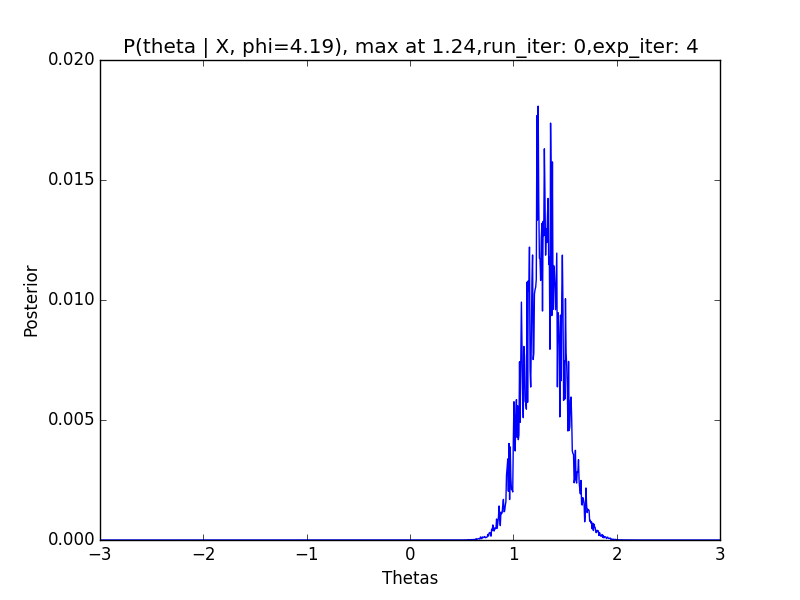 P(theta | X, phi=4.19), max at 1.24,run_iter: 0,exp_iter: 4
0.020
0.015
0.010
0.005
0.000
Posterior
−3 −2 −1 0 1 2 3
Thetas